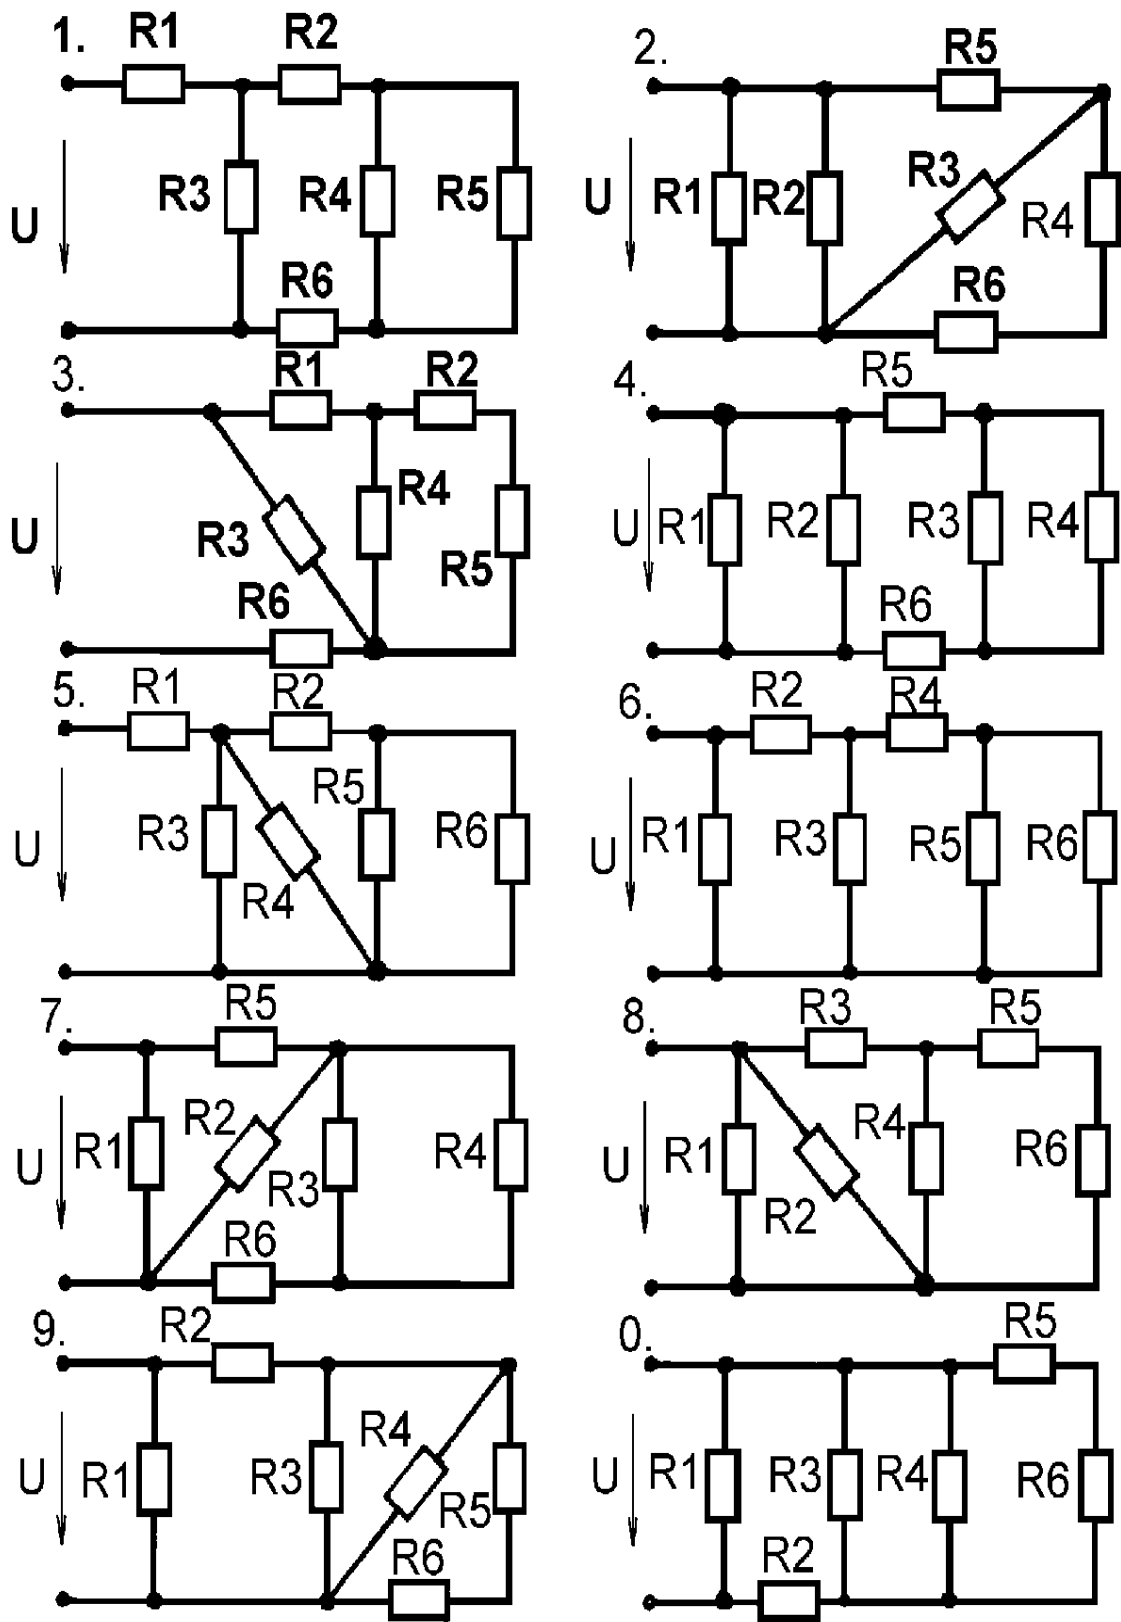 1. R1 R2
R3 R4 R5
U
R6
2. R5
U R1 R2 R3 R4
R6
3. R1 R2
U R3 R4 R5
R6
4. R5
U R1 R2 R3 R4
R6
5. R1 R2
U R3 R4 R5 R6
6. R2 R4
U R1 R3 R5 R6
7. R5
U R1 R2 R3 R4
R6
8. R3 R5
U R1 R2 R4 R6
9. R2
U R1 R3 R4 R5
R6
0. R5
U R1 R3 R4 R6
R2